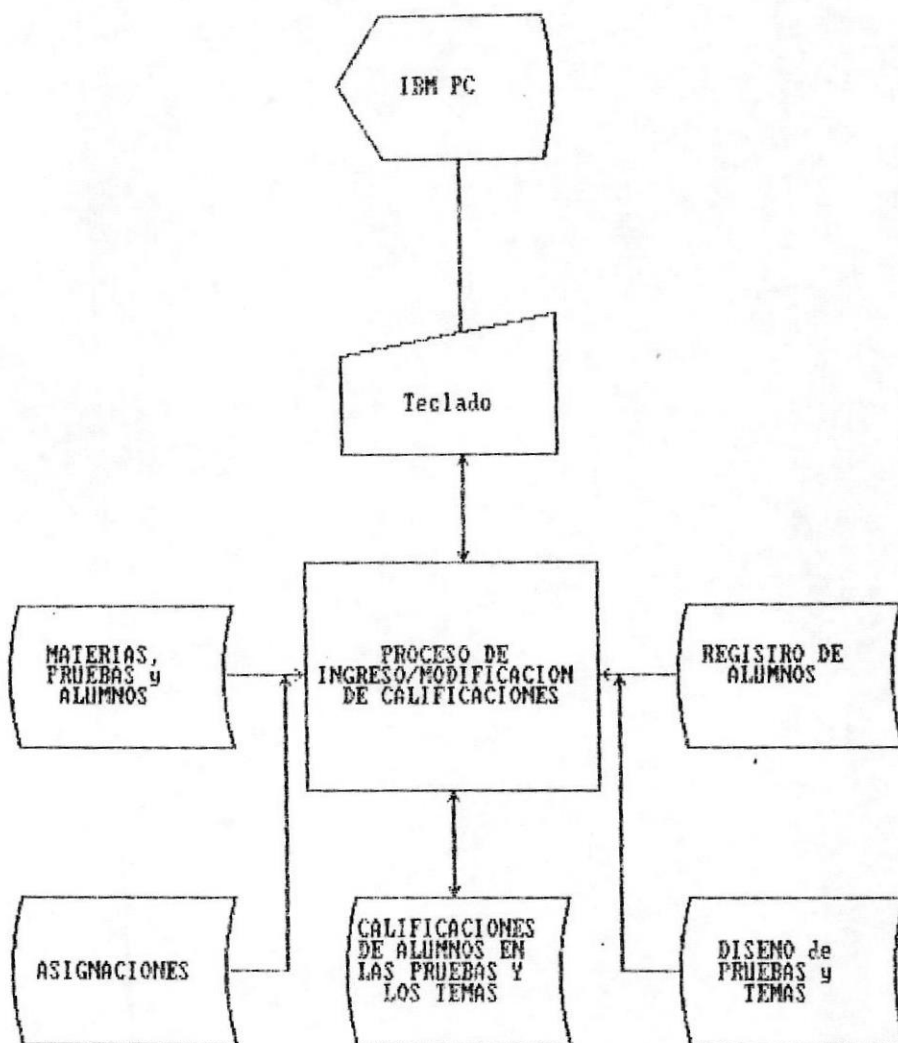 IBM PC
Teclado
MATERIAS,
PRUEBAS y
ALUMNOS
PROCESO DE
INGRESO/MODIFICACION
DE CALIFICACIONES
REGISTRO DE
ALUMNOS
ASIGNACIONES
CALIFICACIONES
DE ALUMNOS EN
LAS PRUEBAS Y
LOS TEMAS
DISENO de
PRUEBAS y
TEMAS